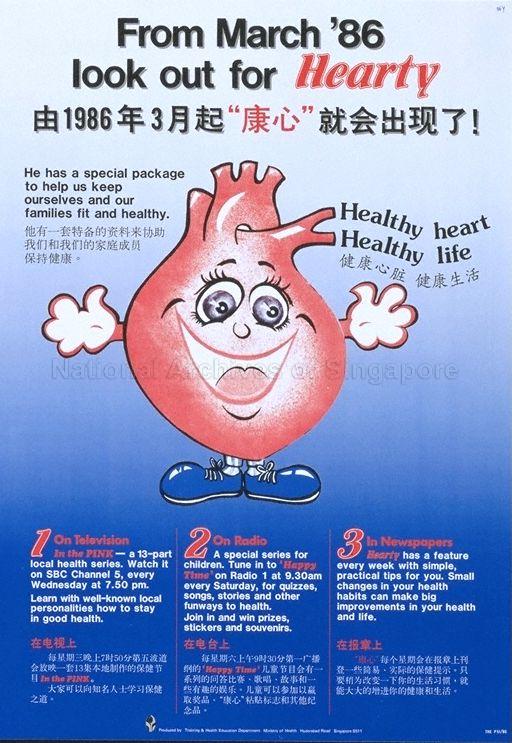 From March '86
look out for Hearty
由1986年3月起“康心”就会出现了!
He has a special package
to help us keep
ourselves and our
families fit and healthy.
他有一套特备的资料来协助
我们和我们的家庭成员
保持健康。
Healthy heart
Healthy life
健康心脏 健康生活
National Archives of Singapore
1 On Television
In the PINK — a 13-part
local health series. Watch it
on SBC Channel 5, every
Wednesday at 7.50 pm.
Learn with well-known local
personalities how to stay
in good health.
在电视上
每星期三晚上7时50分第五波道
会放映一套13集本地制作的保健节
目In the PINK.
大家可以向知名人士学习保健
之道。
2 On Radio
A special series for
children. Tune in to 'Happy
Time' on Radio 1 at 9.30am
every Saturday, for quizzes,
songs, stories and other
funways to health.
Join in and win prizes,
stickers and souvenirs.
在电台上
每星期六上午9时30分第一广播
网的'Happy Time'儿童节目会有一
系列的问答比赛、歌唱、故事和一
些有趣的娱乐。儿童可以参加以赢
取奖品、“康心”粘贴标志和其他纪
念品。
3 In Newspapers
Hearty has a feature
every week with simple,
practical tips for you. Small
changes in your health
habits can make big
improvements in your health
and life.
在报章上
“康心”每个星期会在报章上刊
登一些简易、实际的保健提示。只
要稍为改变一下你的生活习惯，就
能大大的增进你的健康和生活。
Produced by Training & Health Education Department Ministry of Health Hyderabad Road Singapore 0511